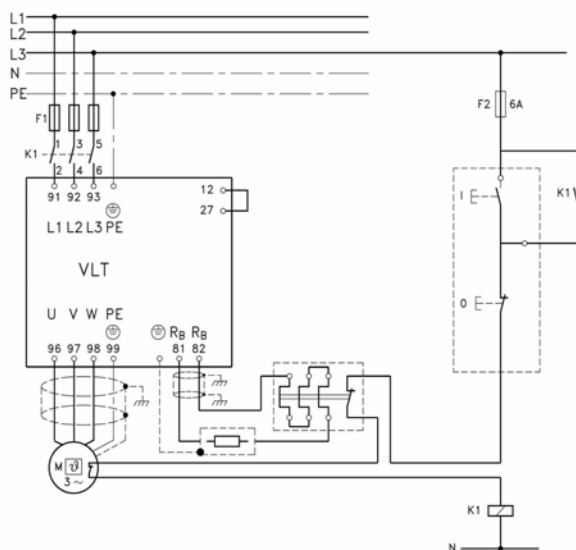 L1
L2
L3
N
PE
F1
1 3 5
K1
2 4 6
91 92 93
12
27
L1 L2 L3 PE
VLT
U V W PE
RB RB
96 97 98 99 81 82
M ϑ
3 ~
F2 6A
I
K1
O
K1
N